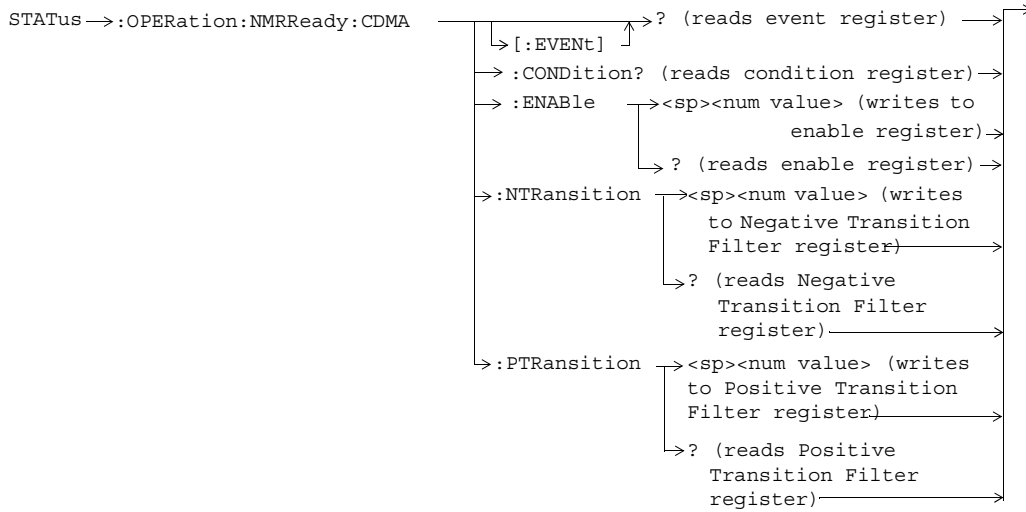 STATus :OPERation:NMRReady:CDMA ? (reads event register)
[:EVENt]
:CONDition? (reads condition register)
:ENABle <sp><num value> (writes to
enable register)
? (reads enable register)
:NTRansition <sp><num value> (writes
to Negative Transition
Filter register)
? (reads Negative
Transition Filter
register)
:PTRansition <sp><num value> (writes
to Positive Transition
Filter register)
? (reads Positive
Transition Filter
register)